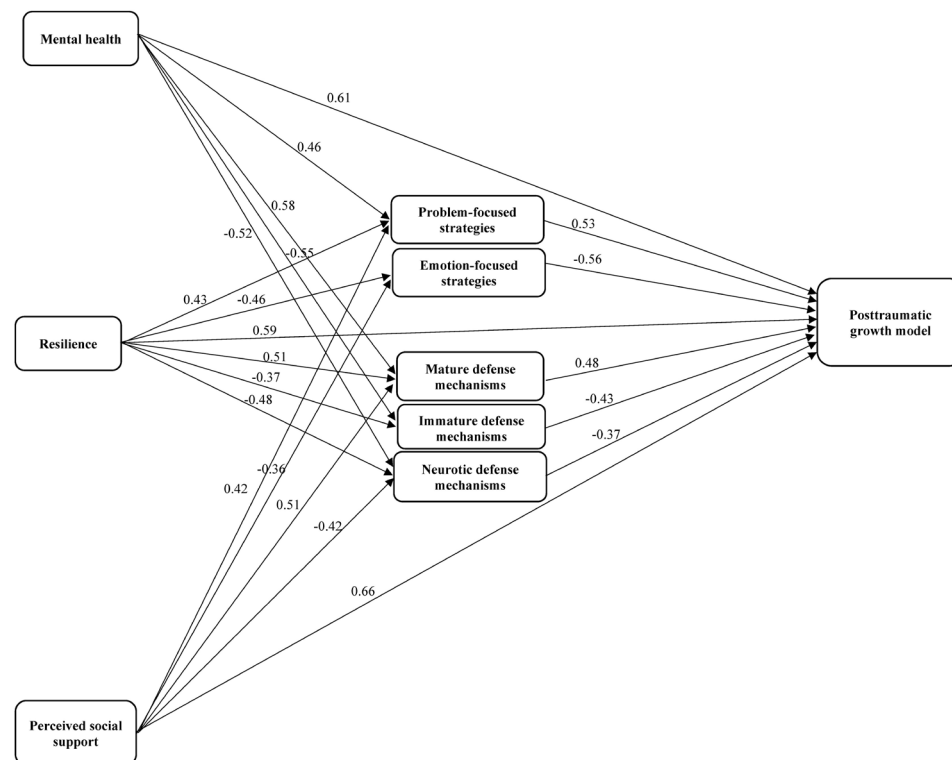 Mental health
0.61
0.46
Problem-focused
strategies
0.58
0.53
-0.52
-0.55
Emotion-focused
strategies
-0.56
0.43
-0.46
Posttraumatic
growth model
Resilience
0.59
0.51
Mature defense
mechanisms
0.48
-0.37
-0.48
Immature defense
mechanisms
-0.43
-0.37
Neurotic defense
mechanisms
-0.36
0.42
0.51
-0.42
0.66
Perceived social
support